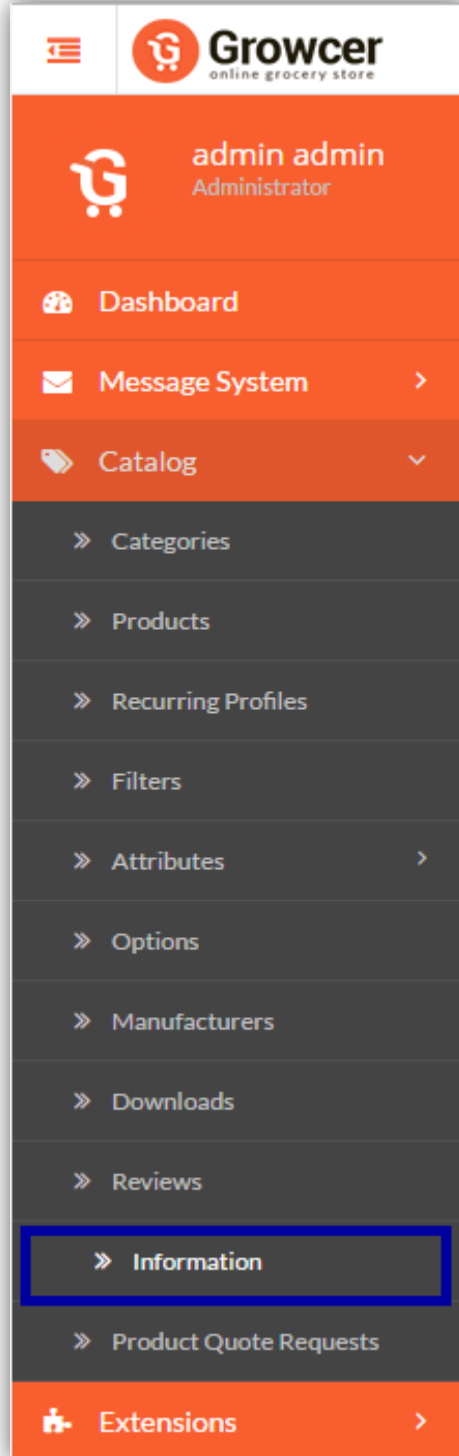 Growcer
online grocery store
admin admin
Administrator
Dashboard
Message System
Catalog
Categories
Products
Recurring Profiles
Filters
Attributes
Options
Manufacturers
Downloads
Reviews
Information
Product Quote Requests
Extensions